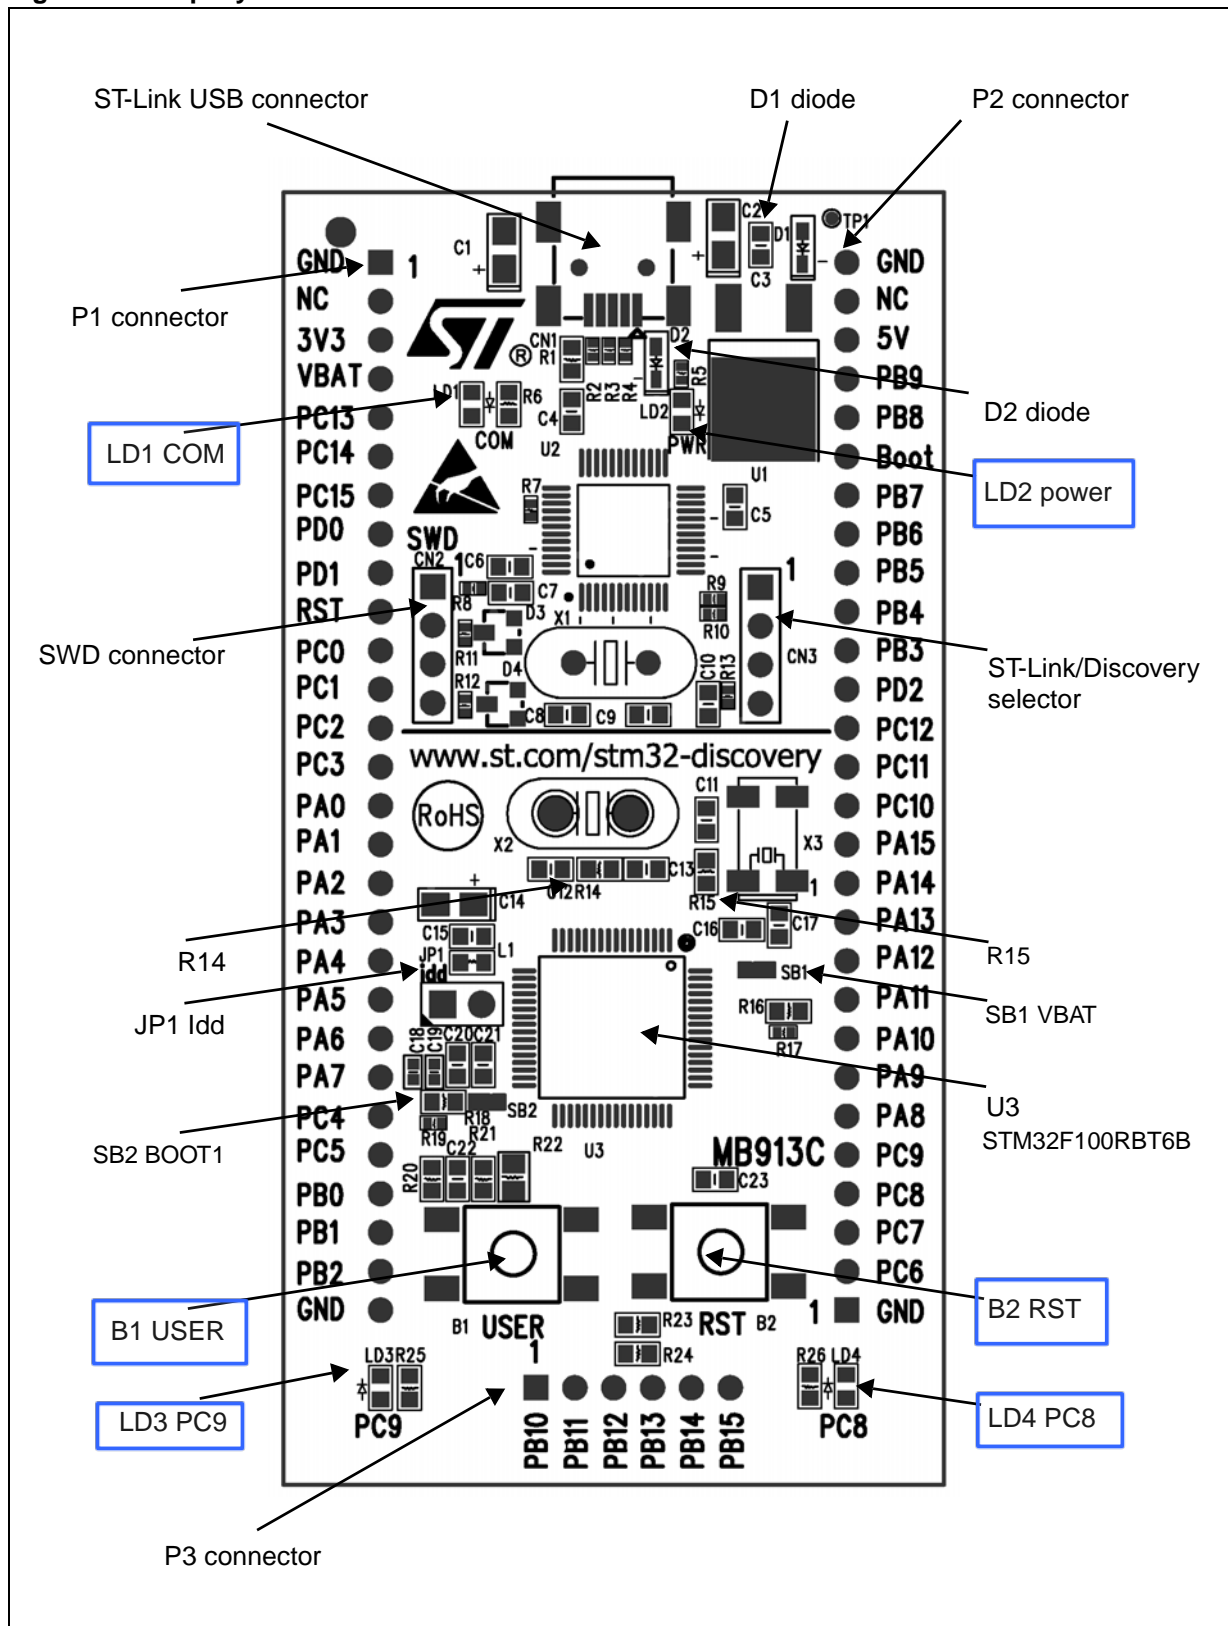 ST-Link USB connector
D1 diode
P2 connector
P1 connector
LD1 COM
D2 diode
LD2 power
SWD connector
ST-Link/Discovery
selector
R14
JP1 Idd
SB2 BOOT1
R15
SB1 VBAT
U3
STM32F100RBT6B
B1 USER
B2 RST
LD3 PC9
LD4 PC8
P3 connector
GND
NC
3V3
VBAT
PC13
PC14
PC15
PD0
PD1
RST
PC0
PC1
PC2
PC3
PA0
PA1
PA2
PA3
PA4
PA5
PA6
PA7
PC4
PC5
PB0
PB1
PB2
GND
GND
NC
5V
PB9
PB8
Boot
PB7
PB6
PB5
PB4
PB3
PD2
PC12
PC11
PC10
PA15
PA14
PA13
PA12
PA11
PA10
PA9
PA8
PC9
PC8
PC7
PC6
GND
1
C1
+
C2
+
C3
D1
TP1
ST ®
CN1
R1
R2
R3
R4
D2
R5
LD1
R6
COM
C4
U2
LD2
PWR
U1
R7
C5
SWD
CN2
1
C6
C7
R8
D3
X1
R9
R10
1
CN3
R11
R12
D4
C8
C9
C10
R13
www.st.com/stm32-discovery
RoHS
X2
C11
X3
1
C12
R14
C13
R15
C14
+
C15
L1
JP1
idd
C16
C17
SB1
R16
R17
C18
C19
C20
C21
R18
SB2
R19
R21
R20
C22
R22
U3
MB913C
C23
B1
USER
RST
B2
1
R23
R24
1
LD3
R25
PC9
PB10
PB11
PB12
PB13
PB14
PB15
R26
LD4
PC8